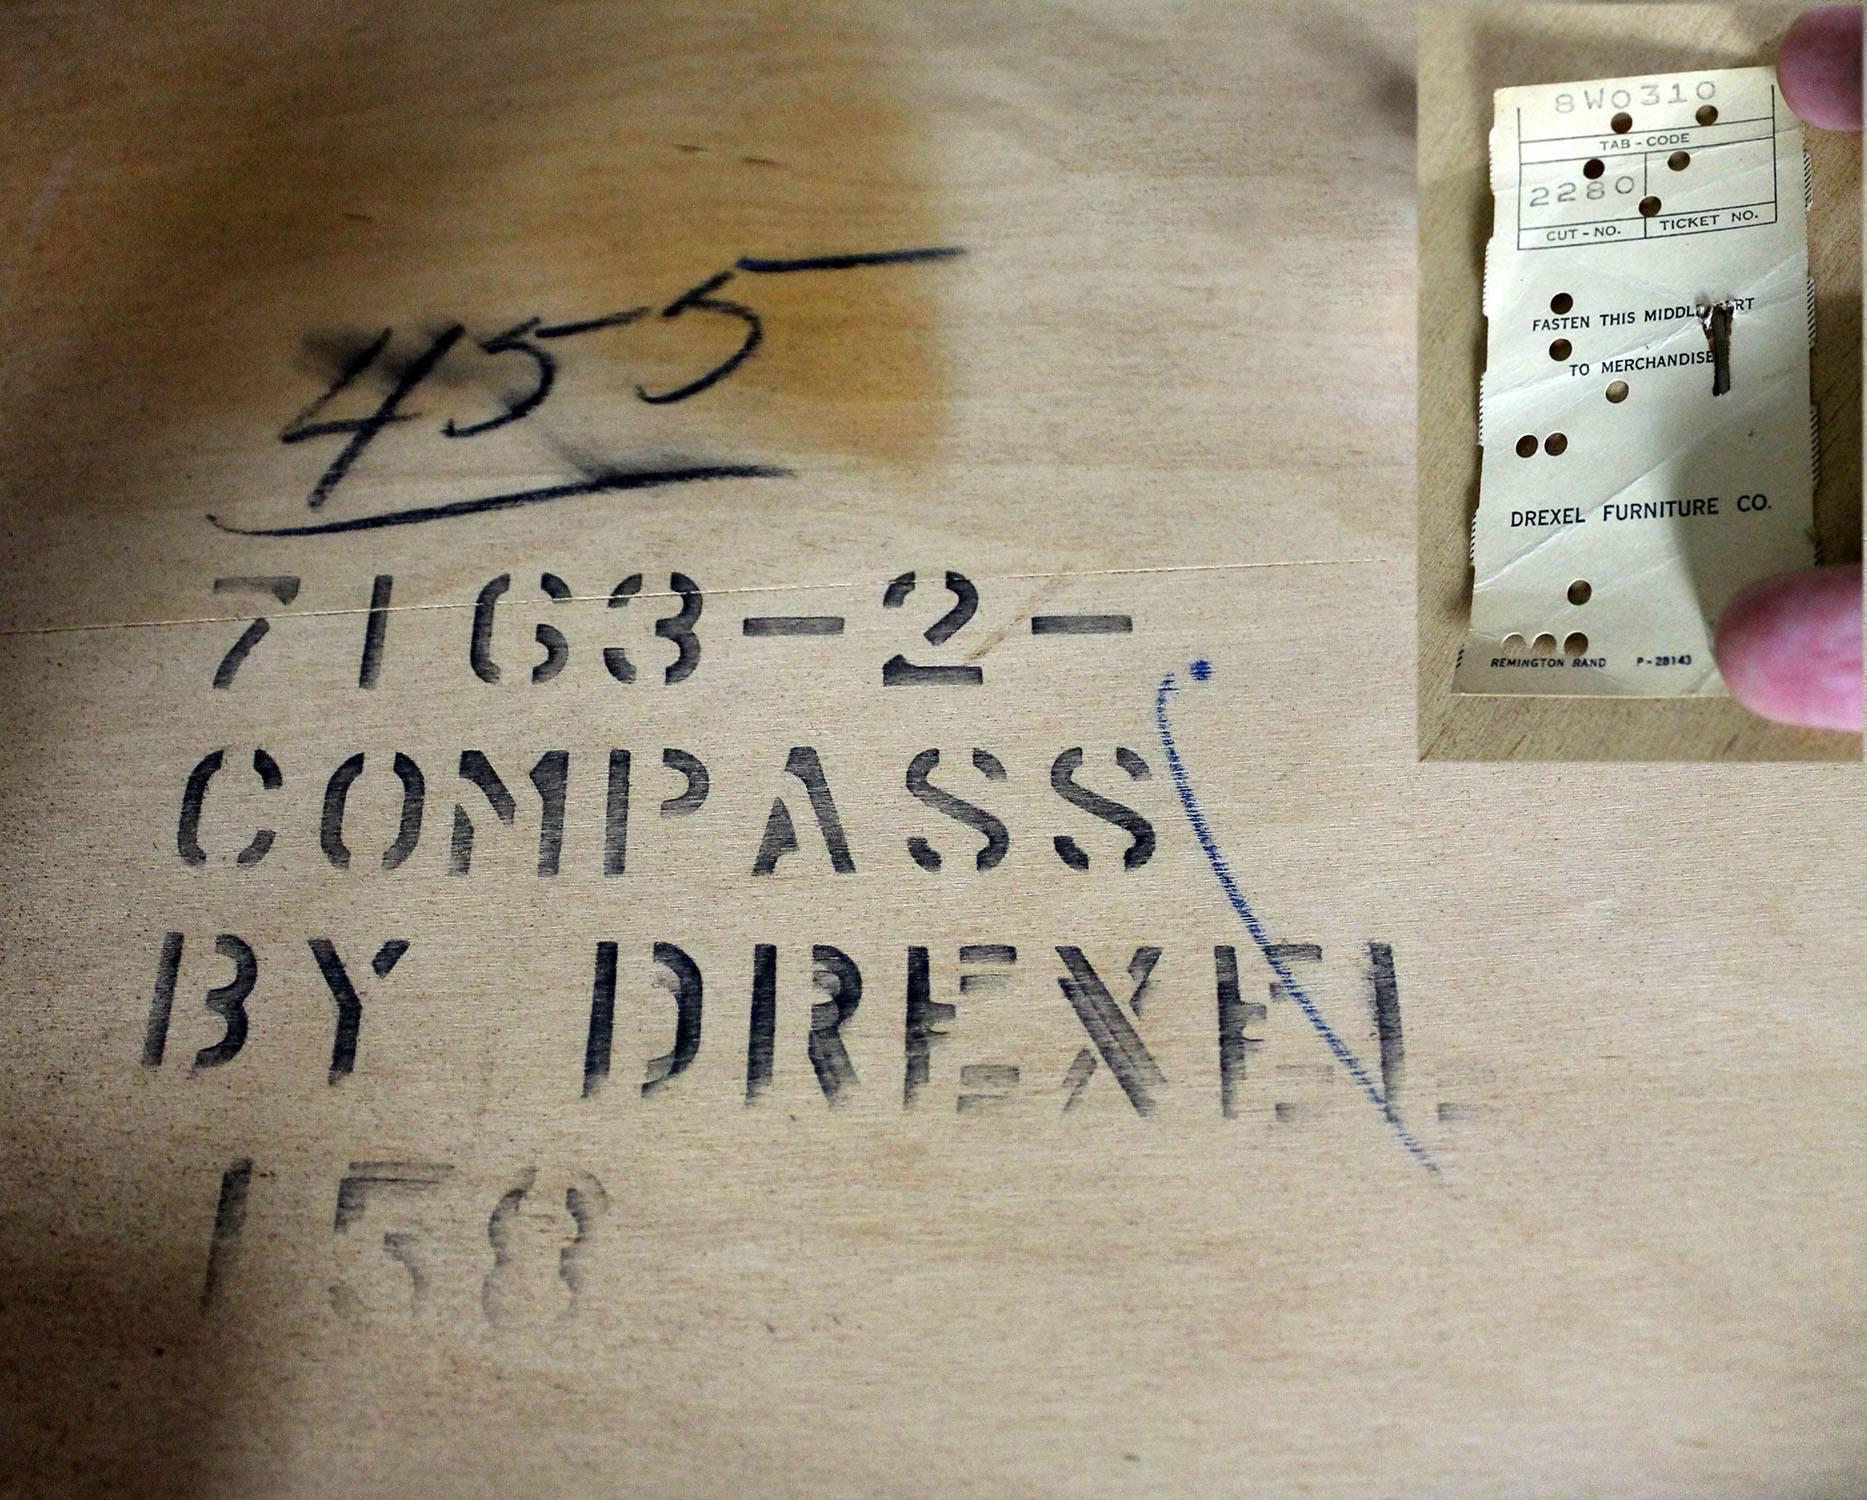 455
7163-2-
COMPASS
BY DREXEL
158
8W0310
TAB-CODE
2280
CUT-NO. TICKET NO.
FASTEN THIS MIDDLE PART
TO MERCHANDISE
DREXEL FURNITURE CO.
REMINGTON RAND P-28143